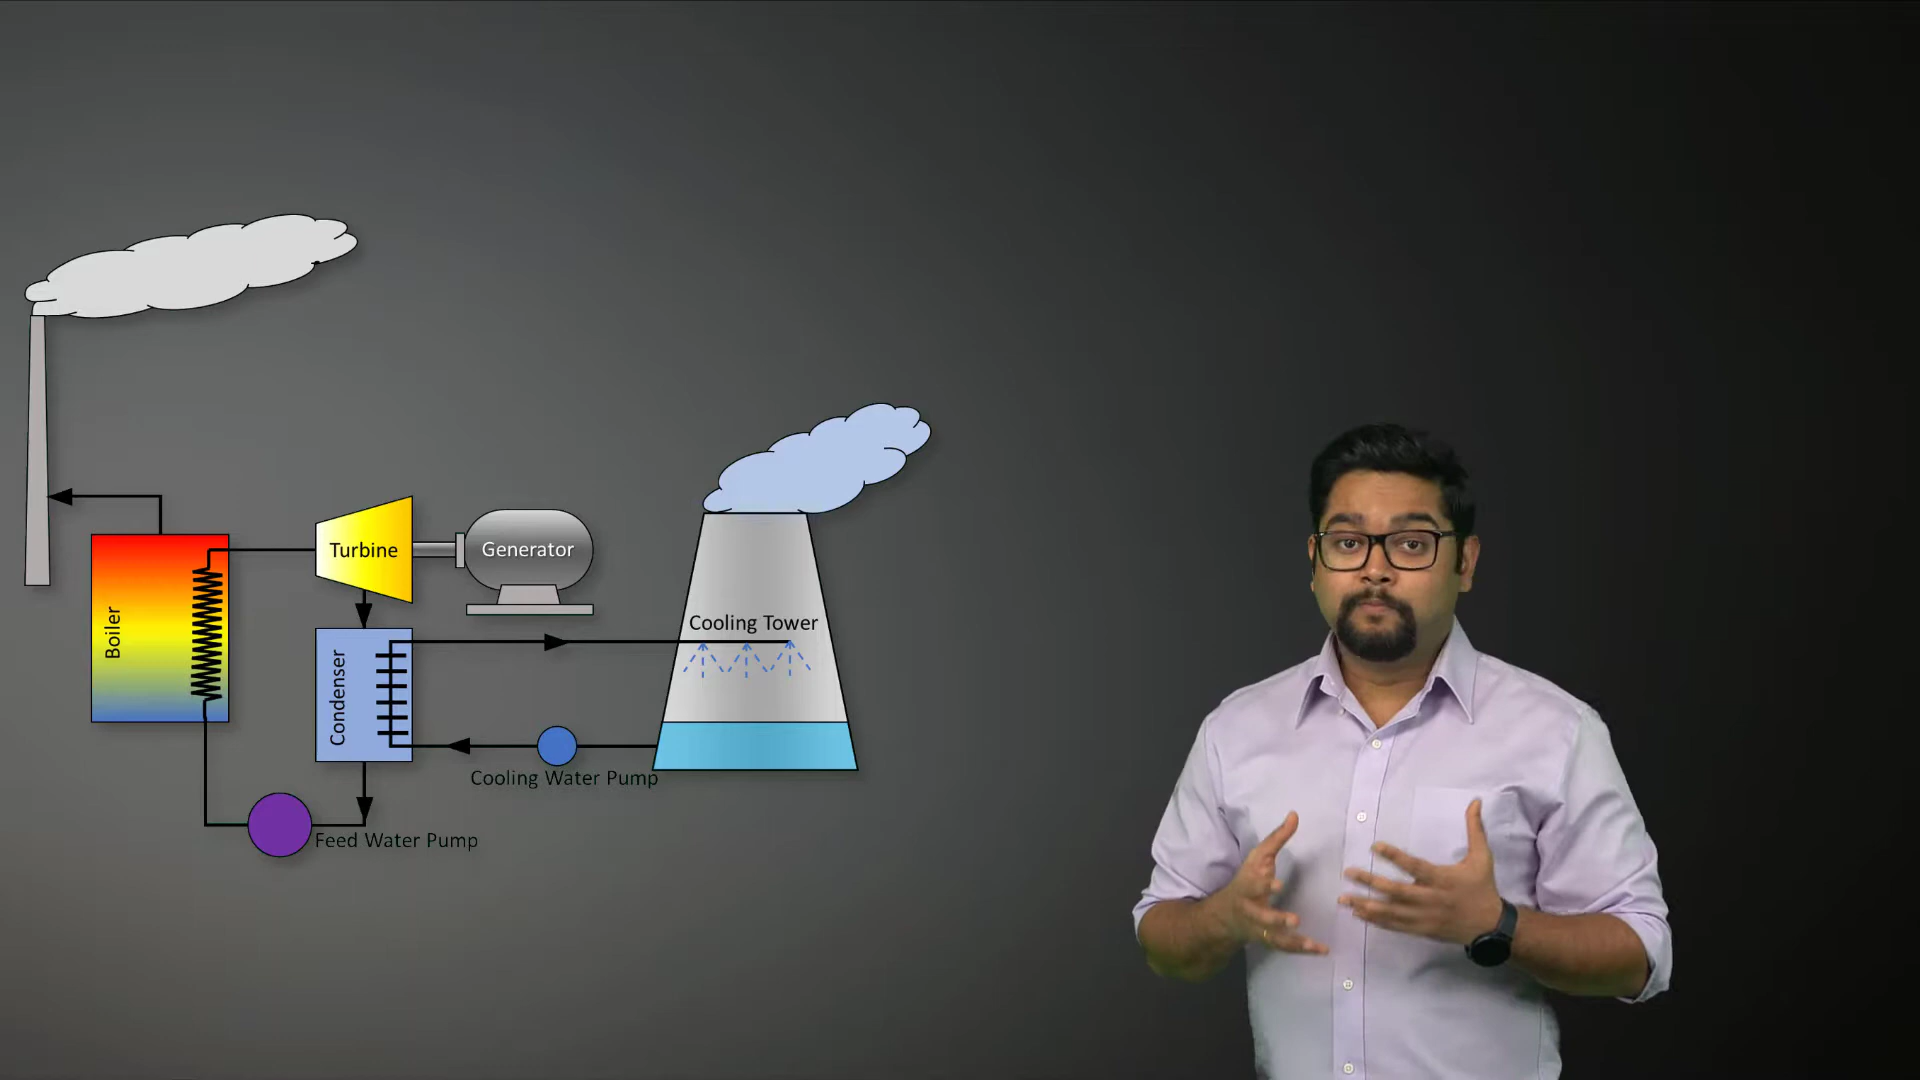 Turbine
Generator
Boiler
Cooling Tower
Condenser
Cooling Water Pump
Feed Water Pump